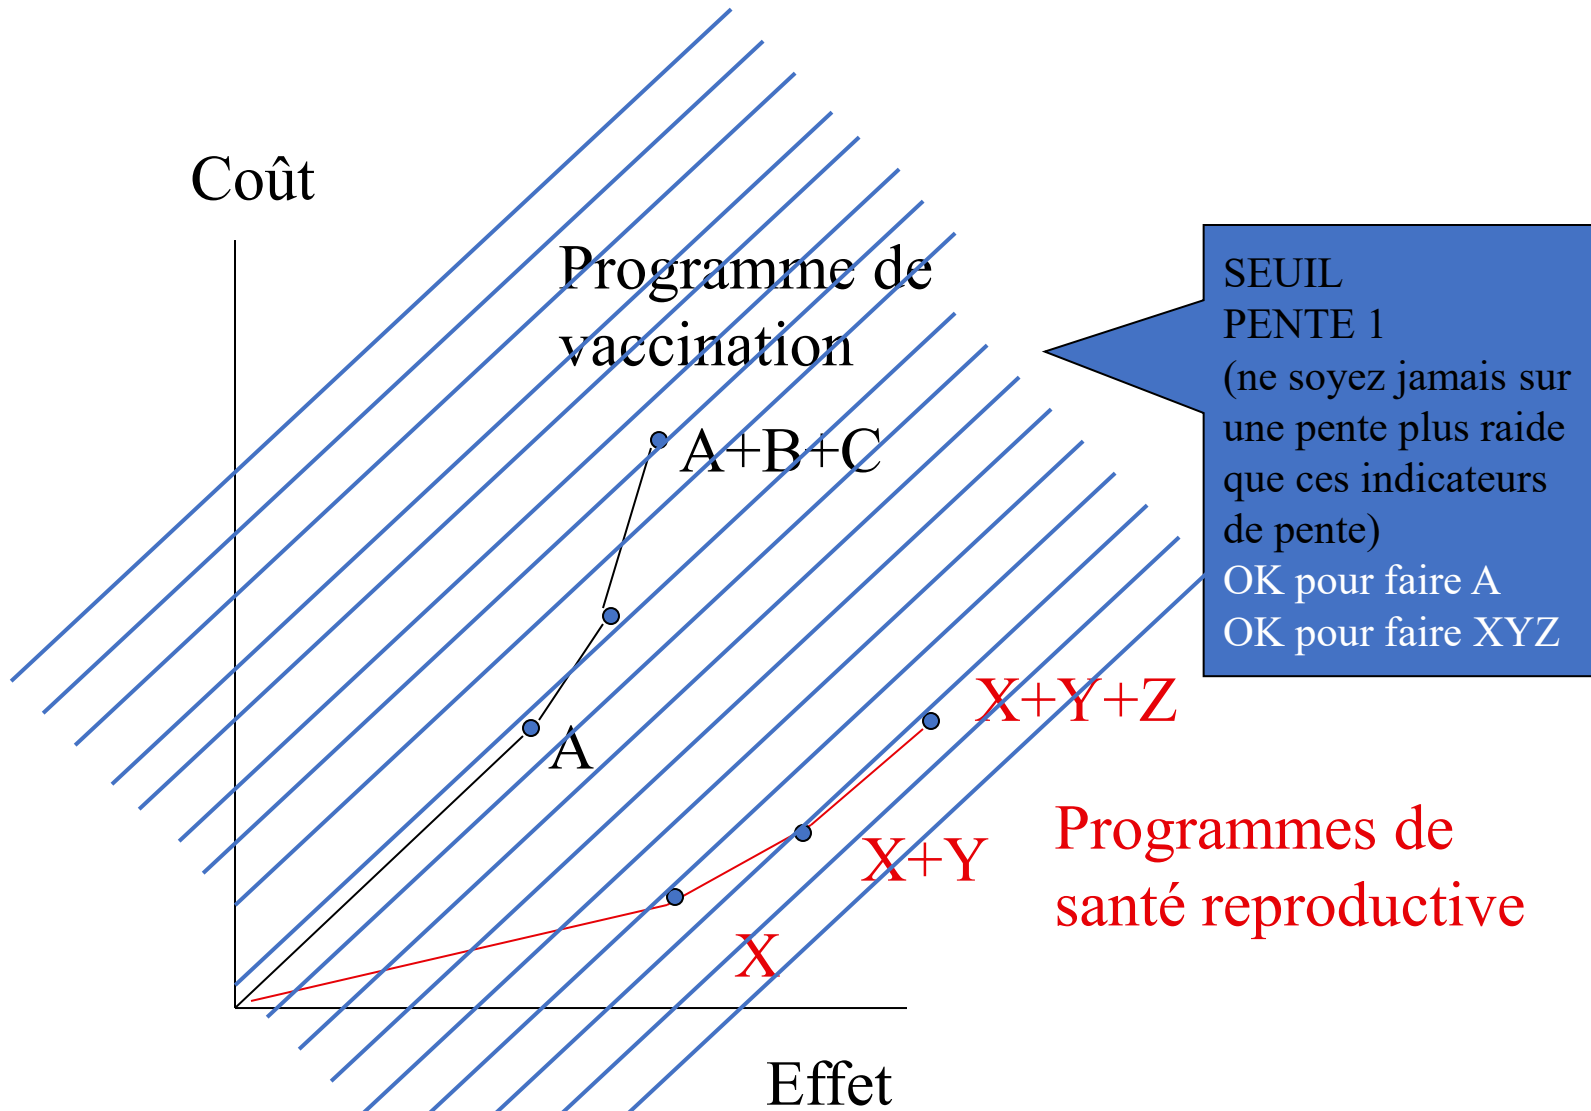 Coût
Programme de
vaccination
A+B+C
A
SEUIL
PENTE 1
(ne soyez jamais sur
une pente plus raide
que ces indicateurs
de pente)
OK pour faire A
OK pour faire XYZ
X+Y+Z
X+Y
X
Programmes de
santé reproductive
Effet